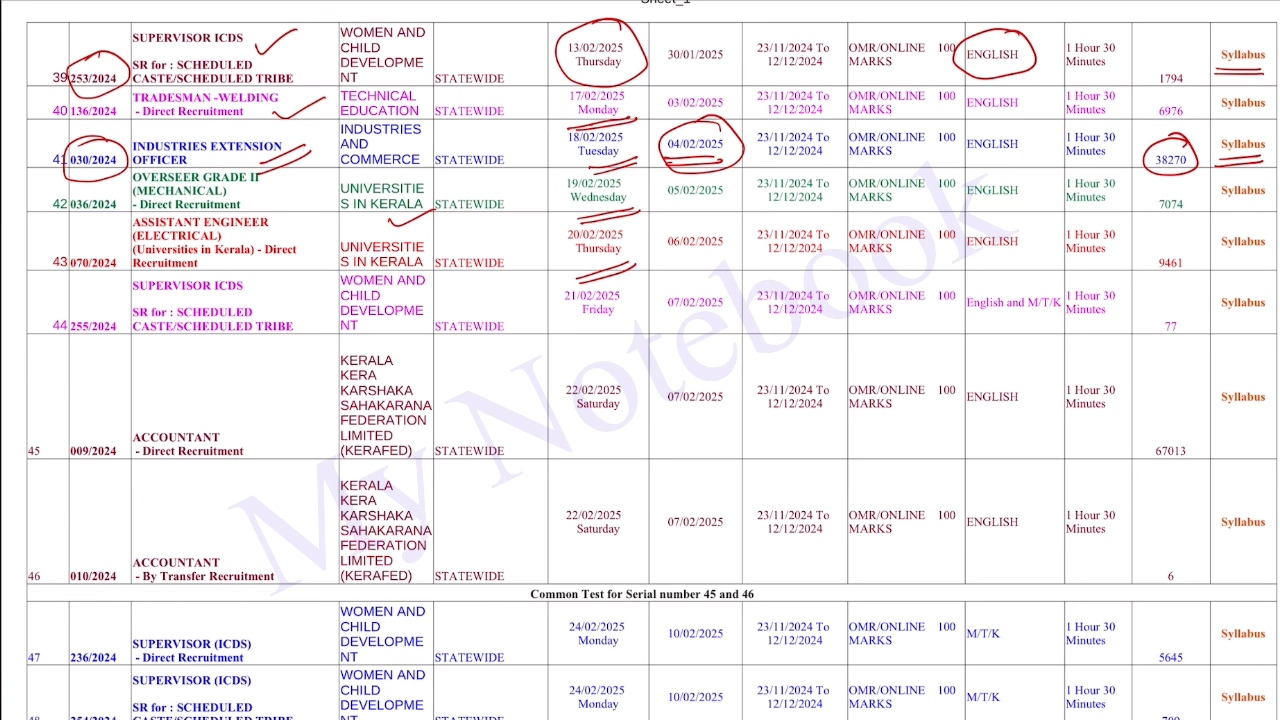 Sheet_1
39 253/2024 SUPERVISOR ICDS SR for : SCHEDULED CASTE/SCHEDULED TRIBE WOMEN AND CHILD DEVELOPME NT STATEWIDE 13/02/2025 Thursday 30/01/2025 23/11/2024 To 12/12/2024 OMR/ONLINE 100 MARKS ENGLISH 1 Hour 30 Minutes 1794 Syllabus
40 136/2024 TRADESMAN -WELDING - Direct Recruitment TECHNICAL EDUCATION STATEWIDE 17/02/2025 Monday 03/02/2025 23/11/2024 To 12/12/2024 OMR/ONLINE 100 MARKS ENGLISH 1 Hour 30 Minutes 6976 Syllabus
41 030/2024 INDUSTRIES EXTENSION OFFICER INDUSTRIES AND COMMERCE STATEWIDE 18/02/2025 Tuesday 04/02/2025 23/11/2024 To 12/12/2024 OMR/ONLINE 100 MARKS ENGLISH 1 Hour 30 Minutes 38270 Syllabus
42 036/2024 OVERSEER GRADE II (MECHANICAL) - Direct Recruitment UNIVERSITIE S IN KERALA STATEWIDE 19/02/2025 Wednesday 05/02/2025 23/11/2024 To 12/12/2024 OMR/ONLINE 100 MARKS ENGLISH 1 Hour 30 Minutes 7074 Syllabus
43 070/2024 ASSISTANT ENGINEER (ELECTRICAL) (Universities in Kerala) - Direct Recruitment UNIVERSITIE S IN KERALA STATEWIDE 20/02/2025 Thursday 06/02/2025 23/11/2024 To 12/12/2024 OMR/ONLINE 100 MARKS ENGLISH 1 Hour 30 Minutes 9461 Syllabus
44 255/2024 SUPERVISOR ICDS SR for : SCHEDULED CASTE/SCHEDULED TRIBE WOMEN AND CHILD DEVELOPME NT STATEWIDE 21/02/2025 Friday 07/02/2025 23/11/2024 To 12/12/2024 OMR/ONLINE 100 MARKS English and M/T/K 1 Hour 30 Minutes 77 Syllabus
45 009/2024 ACCOUNTANT - Direct Recruitment KERALA KERA KARSHAKA SAHAKARANA FEDERATION LIMITED (KERAFED) STATEWIDE 22/02/2025 Saturday 07/02/2025 23/11/2024 To 12/12/2024 OMR/ONLINE 100 MARKS ENGLISH 1 Hour 30 Minutes 67013 Syllabus
46 010/2024 ACCOUNTANT - By Transfer Recruitment KERALA KERA KARSHAKA SAHAKARANA FEDERATION LIMITED (KERAFED) STATEWIDE 22/02/2025 Saturday 07/02/2025 23/11/2024 To 12/12/2024 OMR/ONLINE 100 MARKS ENGLISH 1 Hour 30 Minutes 6 Syllabus
Common Test for Serial number 45 and 46
47 236/2024 SUPERVISOR (ICDS) - Direct Recruitment WOMEN AND CHILD DEVELOPME NT STATEWIDE 24/02/2025 Monday 10/02/2025 23/11/2024 To 12/12/2024 OMR/ONLINE 100 MARKS M/T/K 1 Hour 30 Minutes 5645 Syllabus
SUPERVISOR (ICDS) SR for : SCHEDULED CASTE/SCHEDULED TRIBE WOMEN AND CHILD DEVELOPME NT STATEWIDE 24/02/2025 Monday 10/02/2025 23/11/2024 To 12/12/2024 OMR/ONLINE 100 MARKS M/T/K 1 Hour 30 Minutes Syllabus
My Notebook